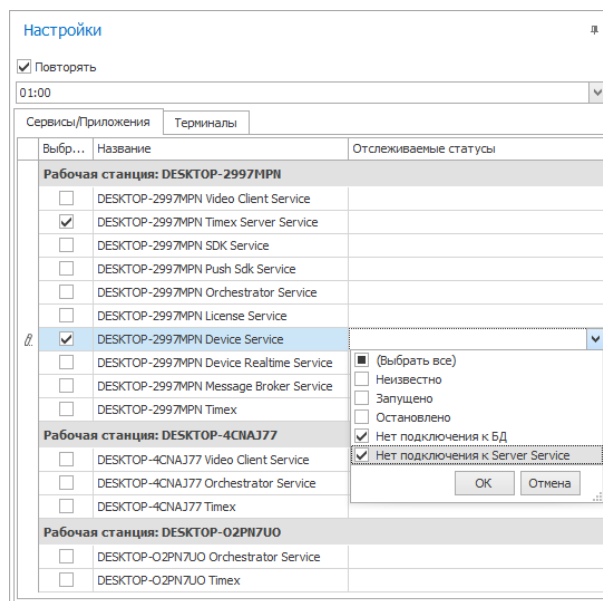 Настройки
Повторять
01:00
Сервисы/Приложения Терминалы
Выбр... Название Отслеживаемые статусы
Рабочая станция: DESKTOP-2997MPN
DESKTOP-2997MPN Video Client Service
DESKTOP-2997MPN Timex Server Service
DESKTOP-2997MPN SDK Service
DESKTOP-2997MPN Push Sdk Service
DESKTOP-2997MPN Orchestrator Service
DESKTOP-2997MPN License Service
DESKTOP-2997MPN Device Service
DESKTOP-2997MPN Device Realtime Service
DESKTOP-2997MPN Message Broker Service
DESKTOP-2997MPN Timex
(Выбрать все)
Неизвестно
Запущено
Остановлено
Нет подключения к БД
Нет подключения к Server Service
ОК Отмена
Рабочая станция: DESKTOP-4CNAJ77
DESKTOP-4CNAJ77 Video Client Service
DESKTOP-4CNAJ77 Orchestrator Service
DESKTOP-4CNAJ77 Timex
Рабочая станция: DESKTOP-O2PN7UO
DESKTOP-O2PN7UO Orchestrator Service
DESKTOP-O2PN7UO Timex